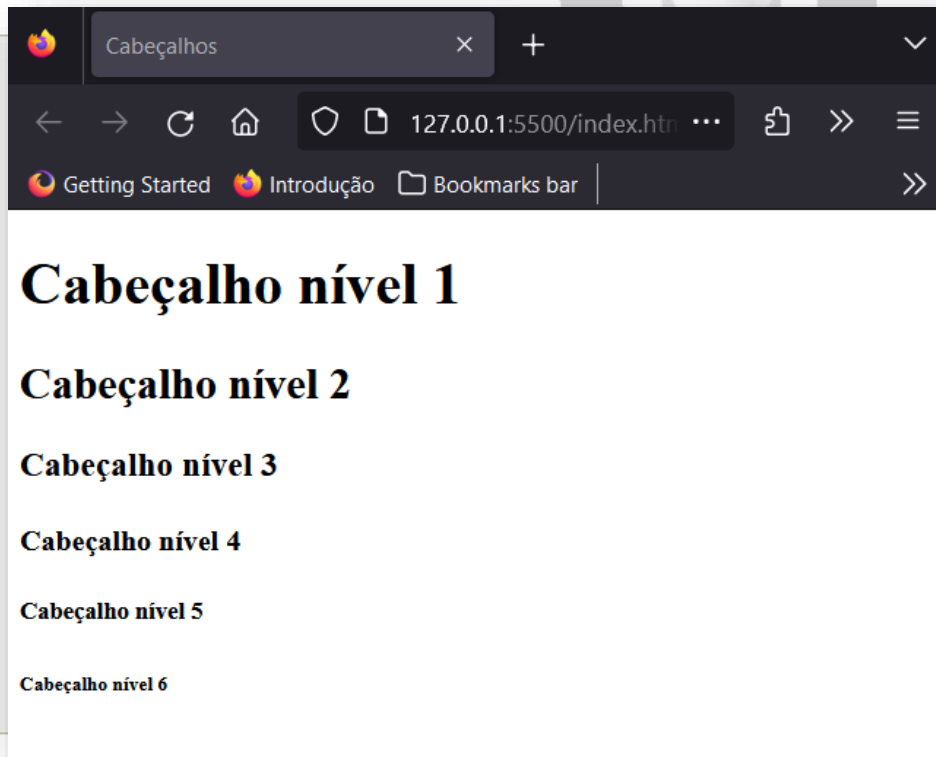 Cabeçalhos
127.0.0.1:5500/index.htm
Getting Started Introdução Bookmarks bar
Cabeçalho nível 1
Cabeçalho nível 2
Cabeçalho nível 3
Cabeçalho nível 4
Cabeçalho nível 5
Cabeçalho nível 6